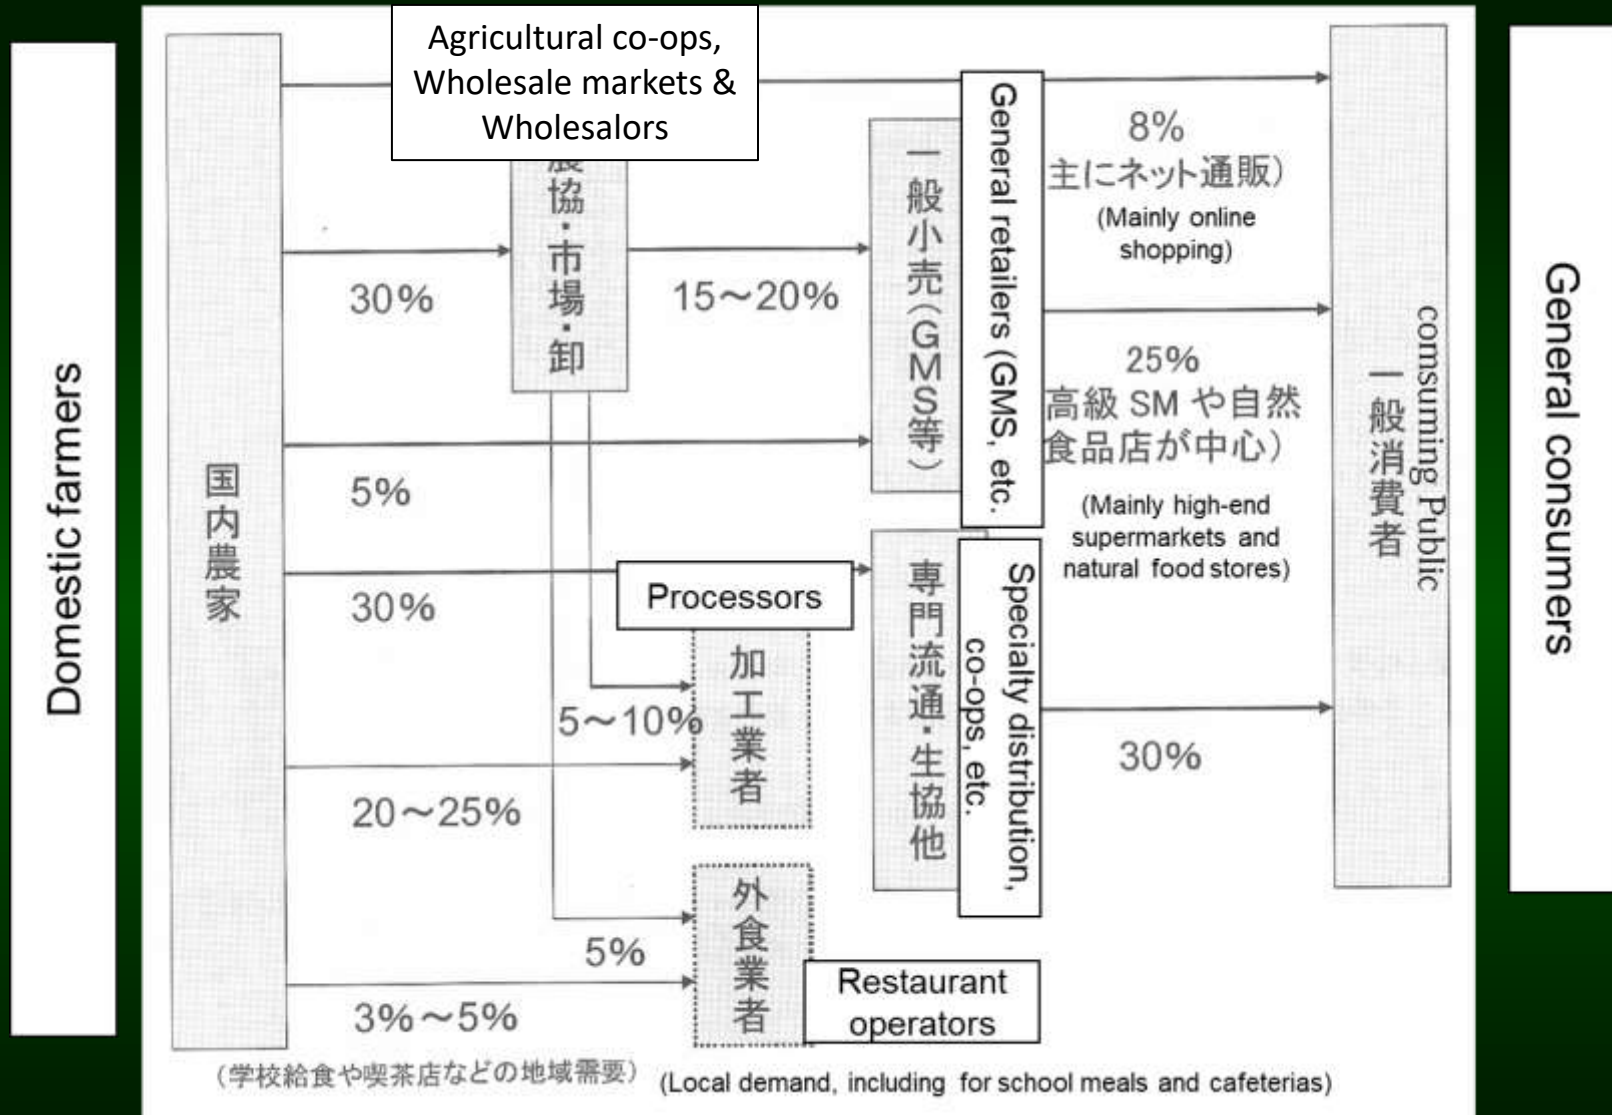 Domestic farmers
国内農家
Agricultural co-ops,
Wholesale markets &
Wholesalors
農協・市場・卸
30%
15～20%
5%
30%
5～10%
20～25%
5%
3%～5%
(学校給食や喫茶店などの地域需要)
(Local demand, including for school meals and cafeterias)
一般小売(GMS等)
General retailers (GMS, etc.
Processors
加工業者
専門流通・生協他
Specialty distribution,
co-ops, etc.
外食業者
Restaurant
operators
8%
主にネット通販)
(Mainly online
shopping)
25%
高級 SM や自然
食品店が中心)
(Mainly high-end
supermarkets and
natural food stores)
30%
一般消費者
comsuming Public
General consumers